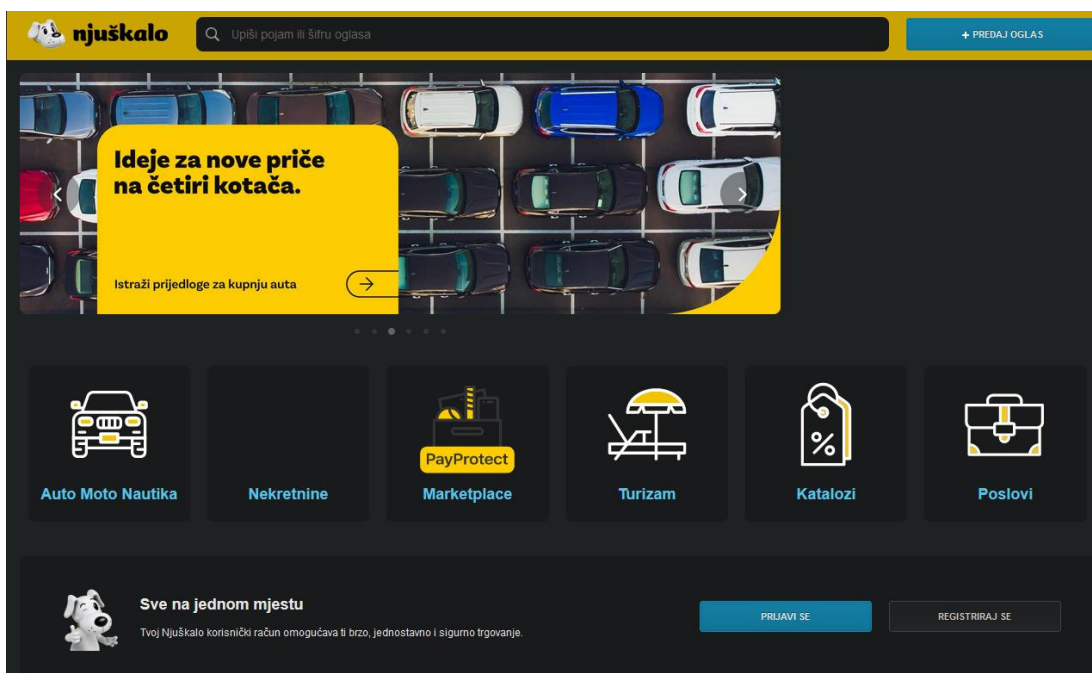 njuškalo
Upiši pojam ili šifru oglasa
+ PREDAJ OGLAS
Ideje za nove priče
na četiri kotača.
Istraži prijedloge za kupnju auta
PayProtect
%
Auto Moto Nautika
Nekretnine
Marketplace
Turizam
Katalozi
Poslovi
Sve na jednom mjestu
Tvoj Njuškalo korisnički račun omogućava ti brzo, jednostavno i sigurno trgovanje.
PRIJAVI SE
REGISTRIRAJ SE